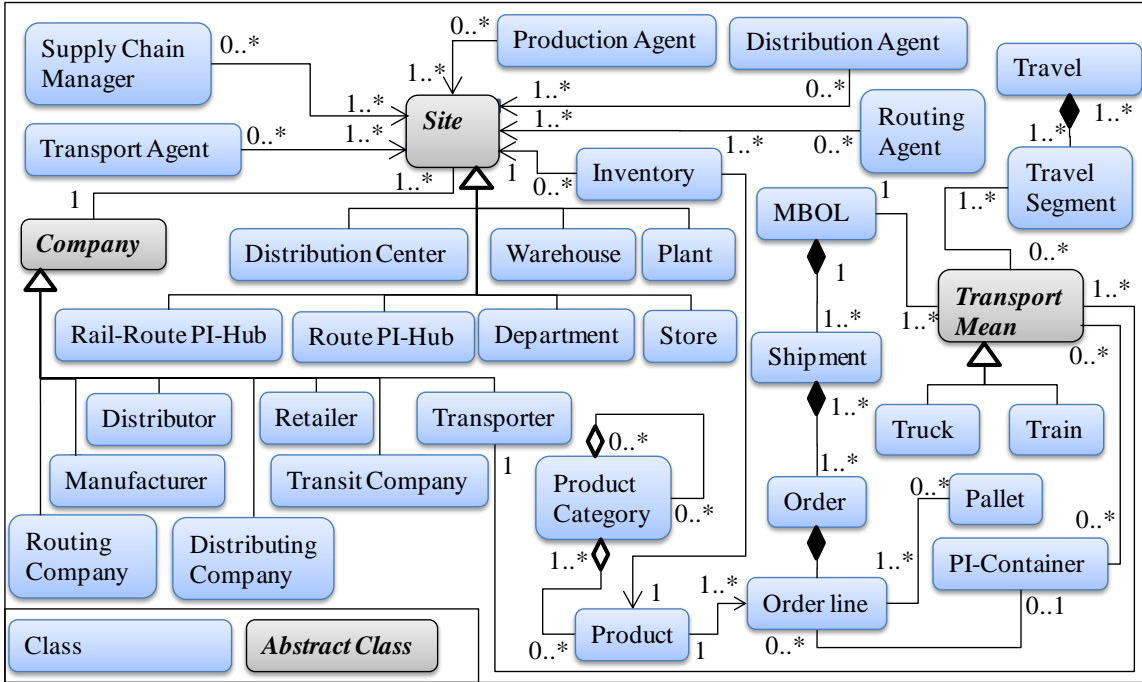 Supply Chain
Manager
0..*
1..*
Production Agent
0..*
1..*
Distribution Agent
0..*
1..*
Travel
1..*
1..*
Site
Transport Agent
0..*
1..*
1..*
0..*
Routing
Agent
Travel
Segment
1..*
0..*
1..*
1
1
0..*
Inventory
1..*
MBOL
1
1
1..*
Company
Distribution Center
Warehouse
Plant
Transport
Mean
1..*
1..*
0..*
Rail-Route PI-Hub
Route PI-Hub
Department
Store
Shipment
1..*
1..*
Truck
Train
Distributor
Retailer
Transporter
1
Manufacturer
Transit Company
Routing
Company
Distributing
Company
0..*
Product
Category
0..*
1..*
Order
0..*
Pallet
1..*
PI-Container
0..*
0..1
1
1..*
Order line
0..*
Product
0..*
1
Class
Abstract Class